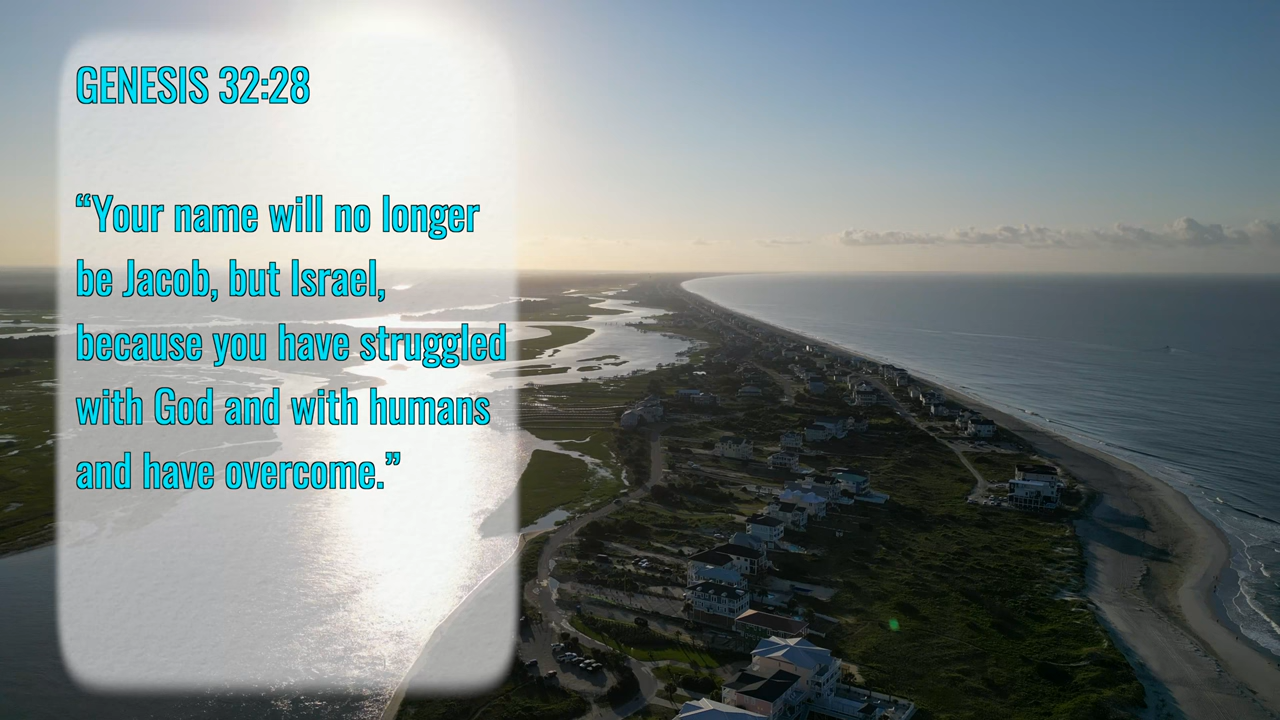 GENESIS 32:28
“Your name will no longer
be Jacob, but Israel,
because you have struggled
with God and with humans
and have overcome.”